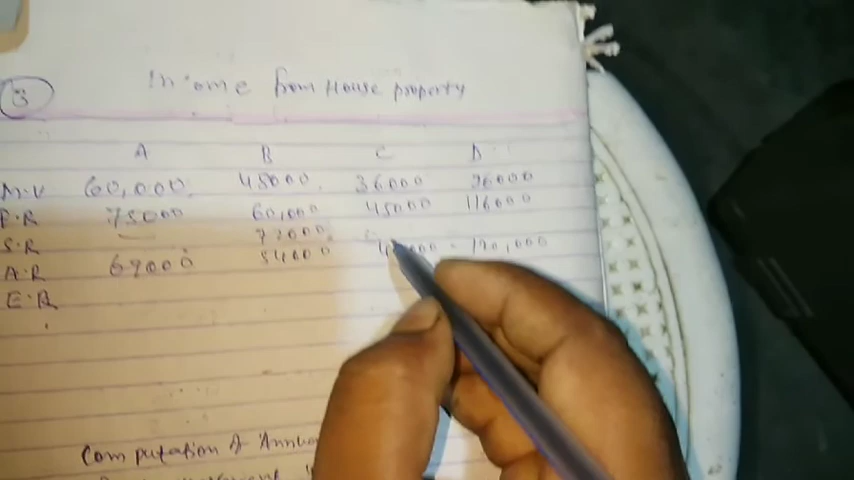 3
Income from House property
A B C D
M.V 60,000 45000 36000 96000
F.R 75000 60,000 45000 116000
S.R — 72000
A.R 69000 54000 120,000
E.R
Computation of Annual